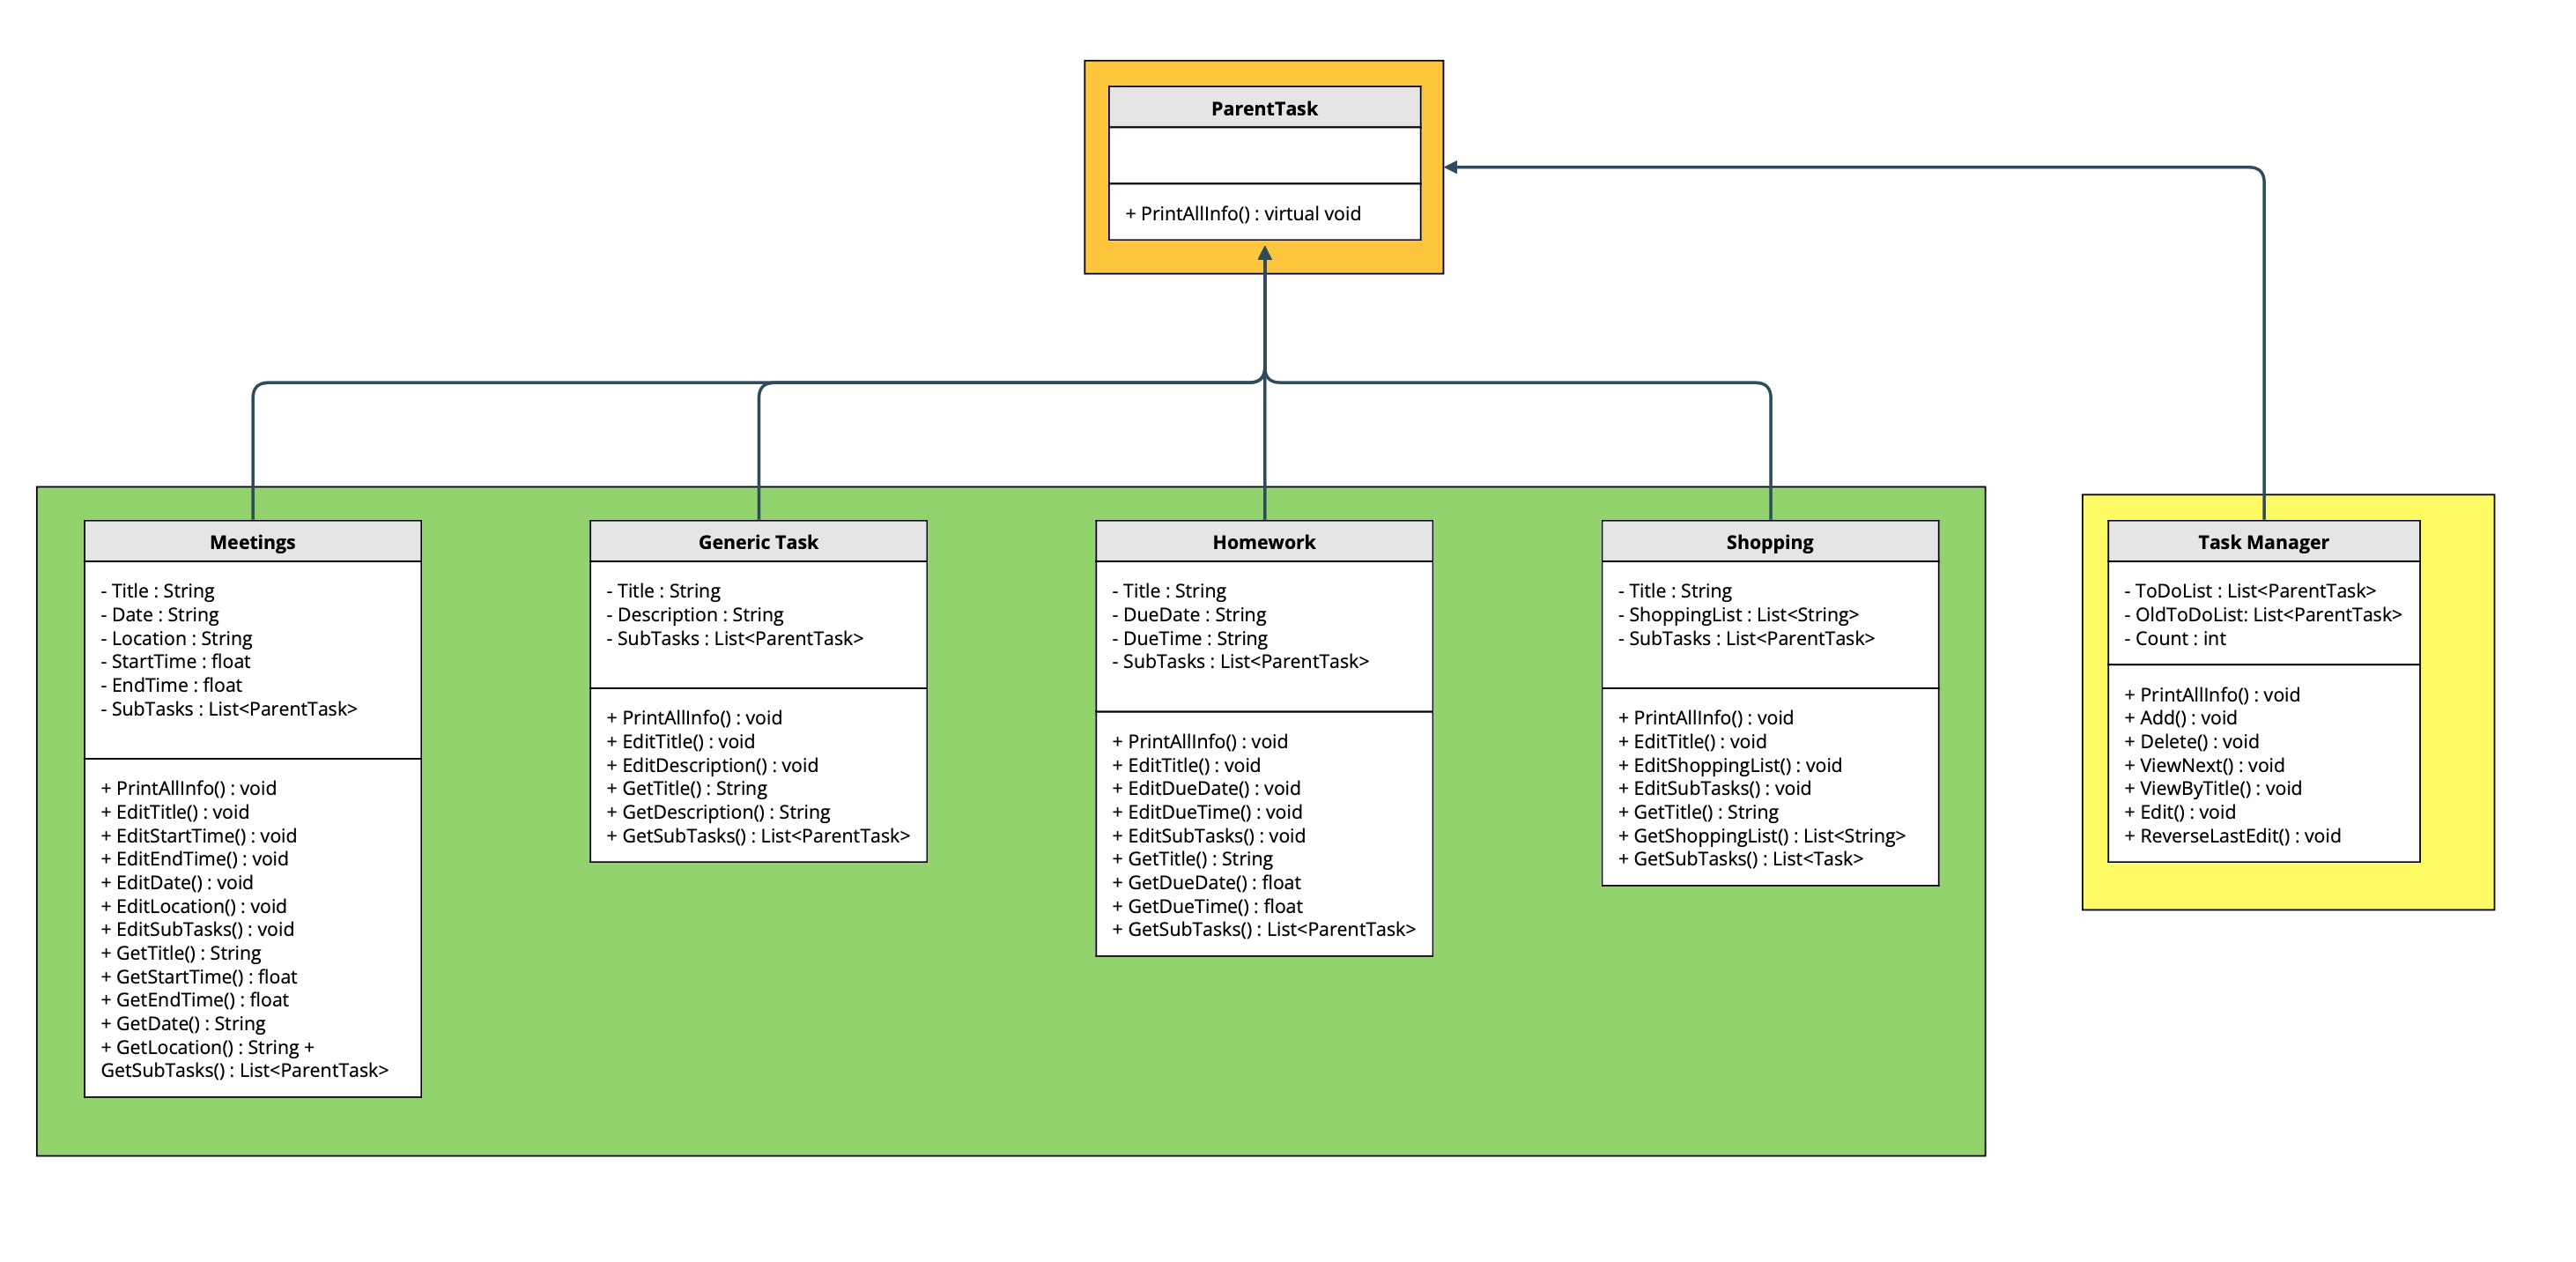 ParentTask
+ PrintAllInfo() : virtual void
Meetings
- Title : String
- Date : String
- Location : String
- StartTime : float
- EndTime : float
- SubTasks : List<ParentTask>
+ PrintAllInfo() : void
+ EditTitle() : void
+ EditStartTime() : void
+ EditEndTime() : void
+ EditDate() : void
+ EditLocation() : void
+ EditSubTasks() : void
+ GetTitle() : String
+ GetStartTime() : float
+ GetEndTime() : float
+ GetDate() : String
+ GetLocation() : String +
GetSubTasks() : List<ParentTask>
Generic Task
- Title : String
- Description : String
- SubTasks : List<ParentTask>
+ PrintAllInfo() : void
+ EditTitle() : void
+ EditDescription() : void
+ GetTitle() : String
+ GetDescription() : String
+ GetSubTasks() : List<ParentTask>
Homework
- Title : String
- DueDate : String
- DueTime : String
- SubTasks : List<ParentTask>
+ PrintAllInfo() : void
+ EditTitle() : void
+ EditDueDate() : void
+ EditDueTime() : void
+ EditSubTasks() : void
+ GetTitle() : String
+ GetDueDate() : float
+ GetDueTime() : float
+ GetSubTasks() : List<ParentTask>
Shopping
- Title : String
- ShoppingList : List<String>
- SubTasks : List<ParentTask>
+ PrintAllInfo() : void
+ EditTitle() : void
+ EditShoppingList() : void
+ EditSubTasks() : void
+ GetTitle() : String
+ GetShoppingList() : List<String>
+ GetSubTasks() : List<Task>
Task Manager
- ToDoList : List<ParentTask>
- OldToDoList: List<ParentTask>
- Count : int
+ PrintAllInfo() : void
+ Add() : void
+ Delete() : void
+ ViewNext() : void
+ ViewByTitle() : void
+ Edit() : void
+ ReverseLastEdit() : void